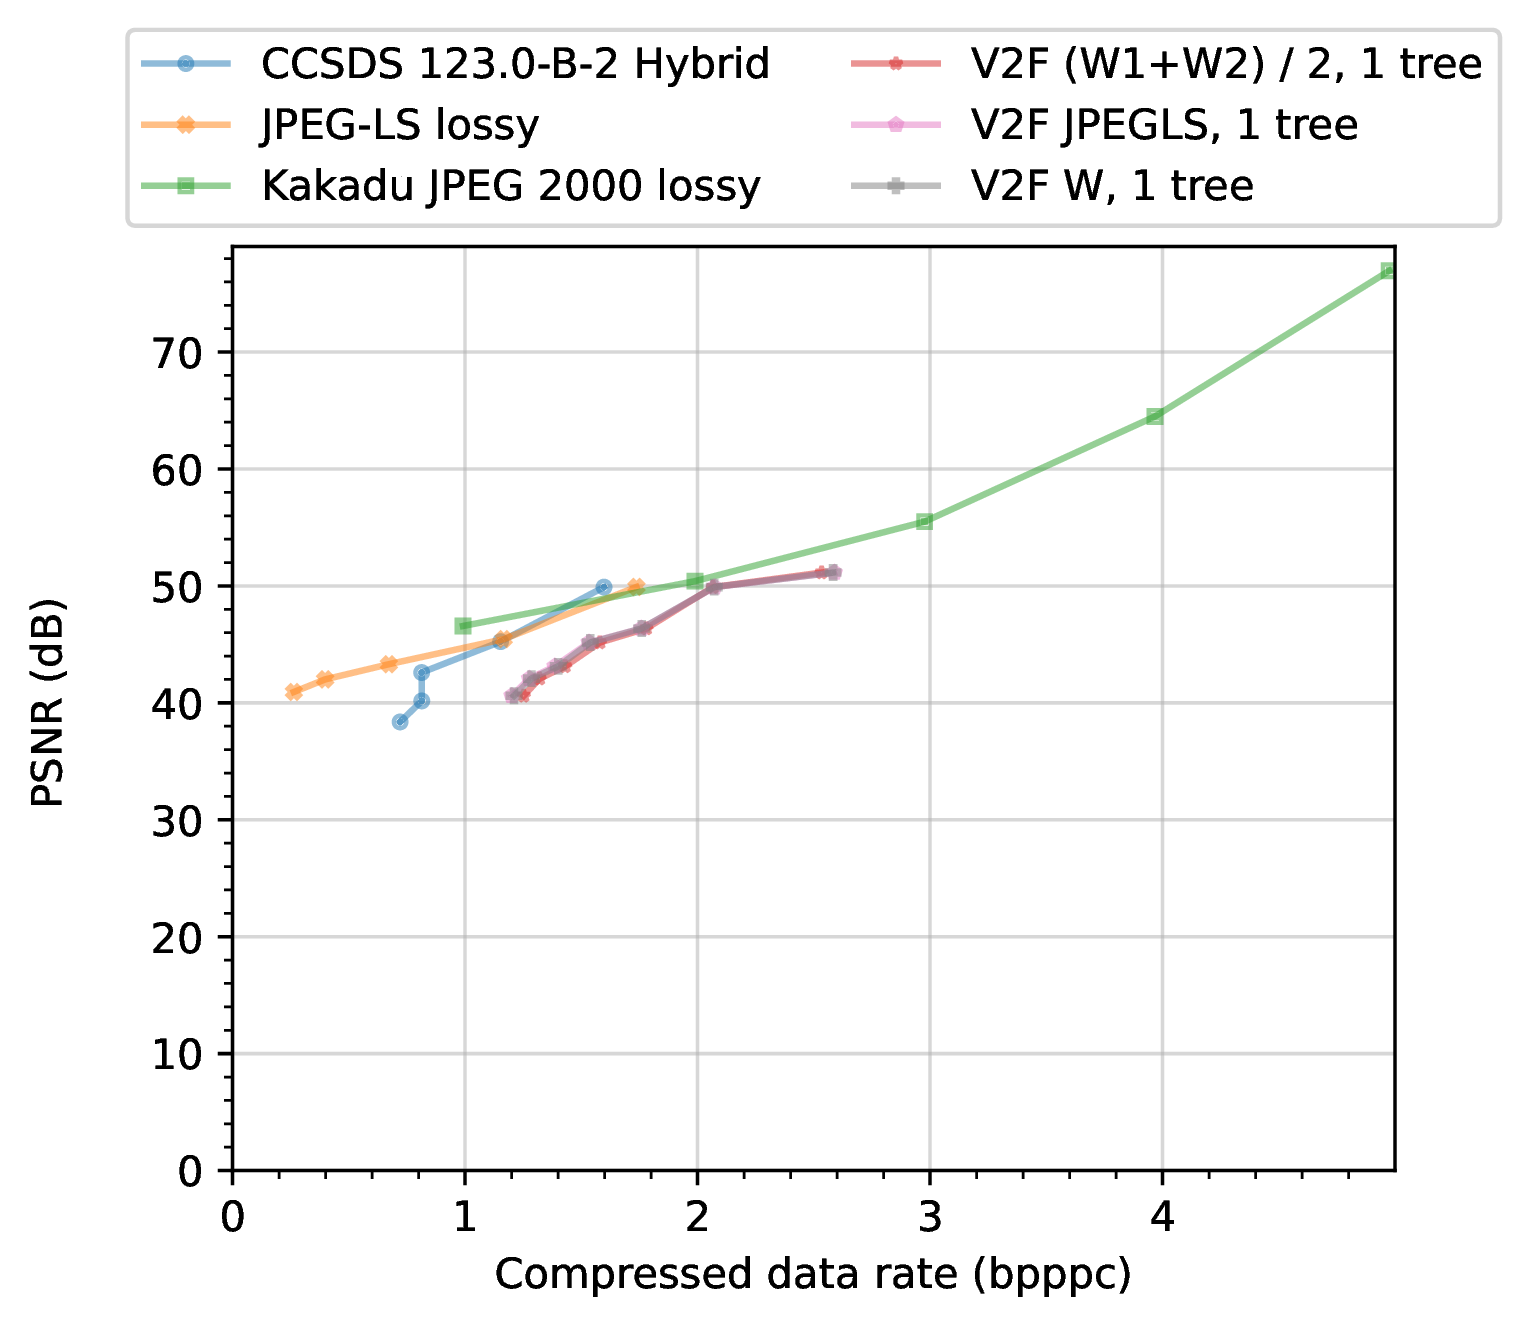 CCSDS 123.0-B-2 Hybrid
JPEG-LS lossy
Kakadu JPEG 2000 lossy
V2F (W1+W2) / 2, 1 tree
V2F JPEGLS, 1 tree
V2F W, 1 tree
PSNR (dB)
70
60
50
40
30
20
10
0
0 1 2 3 4
Compressed data rate (bpppc)